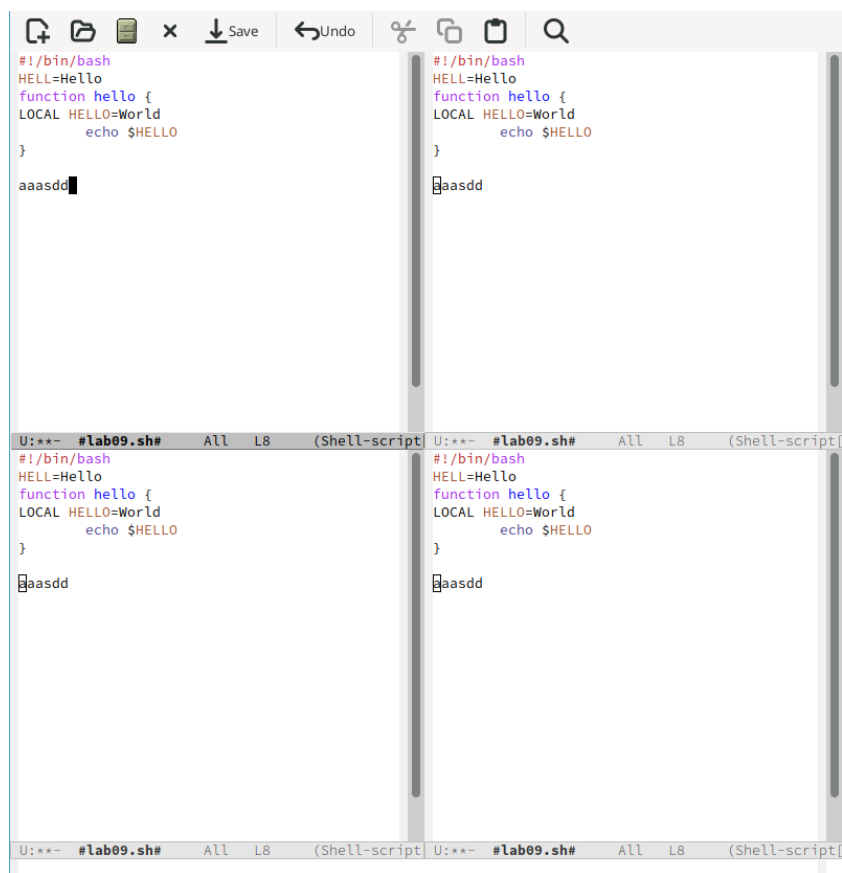 Save Undo
#!/bin/bash
HELL=Hello
function hello {
LOCAL HELLO=World
        echo $HELLO
}
aaasdd
U:**-  #lab09.sh#     All   L8     (Shell-script
#!/bin/bash
HELL=Hello
function hello {
LOCAL HELLO=World
        echo $HELLO
}
aaasdd
U:**-  #lab09.sh#     All   L8     (Shell-script[
#!/bin/bash
HELL=Hello
function hello {
LOCAL HELLO=World
        echo $HELLO
}
aaasdd
U:**-  #lab09.sh#     All   L8     (Shell-script
#!/bin/bash
HELL=Hello
function hello {
LOCAL HELLO=World
        echo $HELLO
}
aaasdd
U:**-  #lab09.sh#     All   L8     (Shell-script[